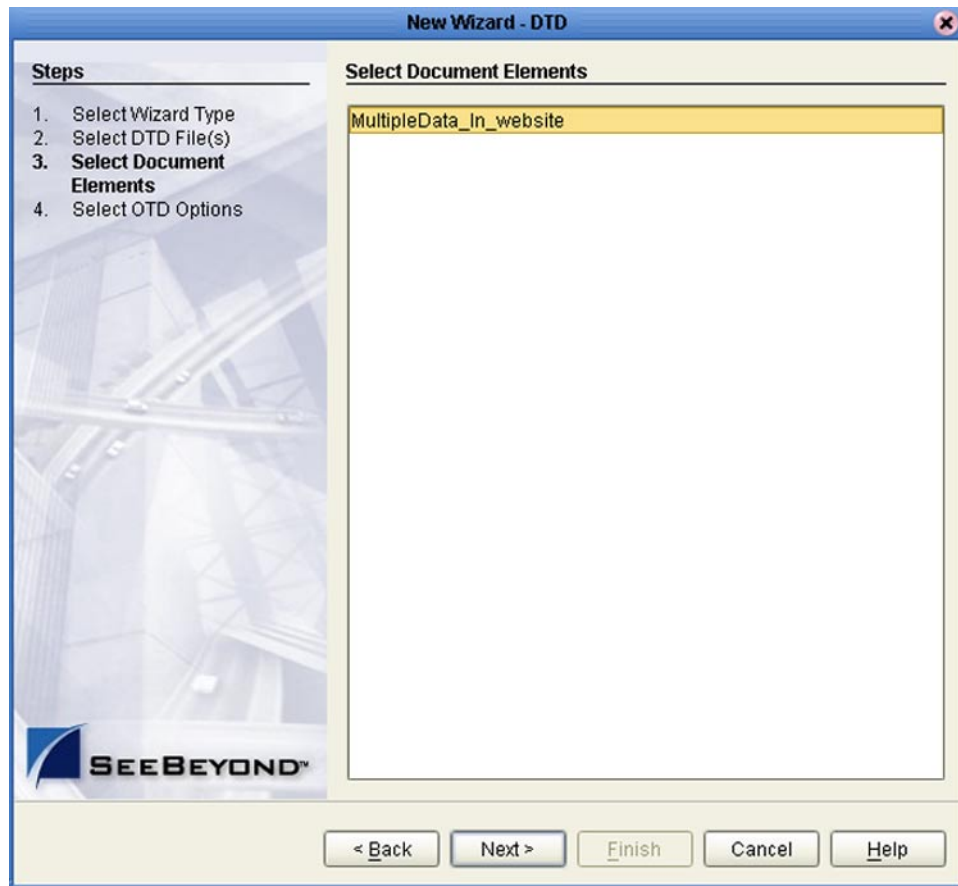 New Wizard - DTD
Steps
1. Select Wizard Type
2. Select DTD File(s)
3. Select Document
Elements
4. Select OTD Options
Select Document Elements
MultipleData_In_website
SEEBEYOND™
< Back
Next >
Finish
Cancel
Help